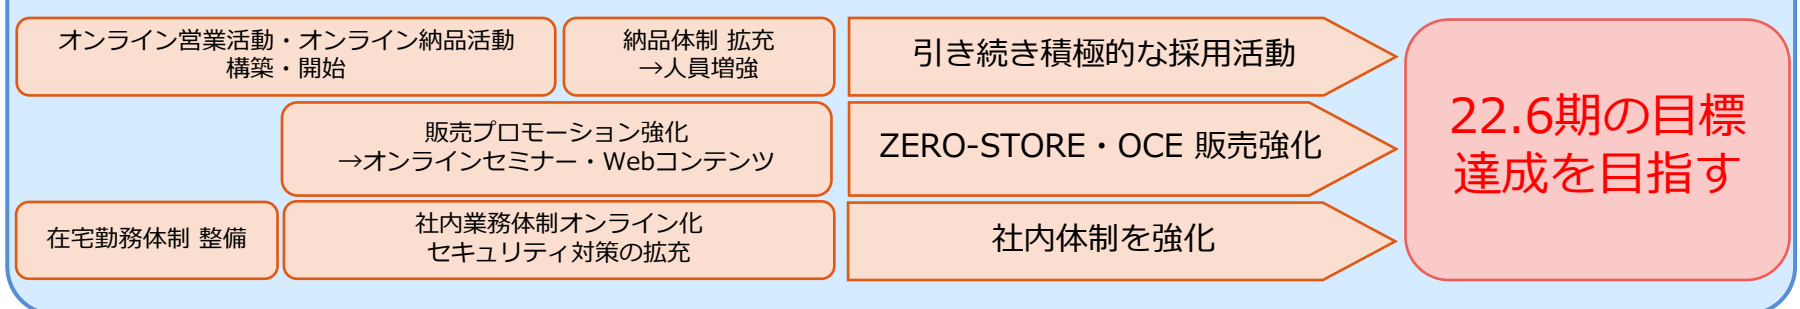 オンライン営業活動・オンライン納品活動
構築・開始
納品体制 拡充
→人員増強
引き続き積極的な採用活動
販売プロモーション強化
→オンラインセミナー・Webコンテンツ
ZERO-STORE・OCE 販売強化
在宅勤務体制 整備
社内業務体制オンライン化
セキュリティ対策の拡充
社内体制を強化
22.6期の目標
達成を目指す